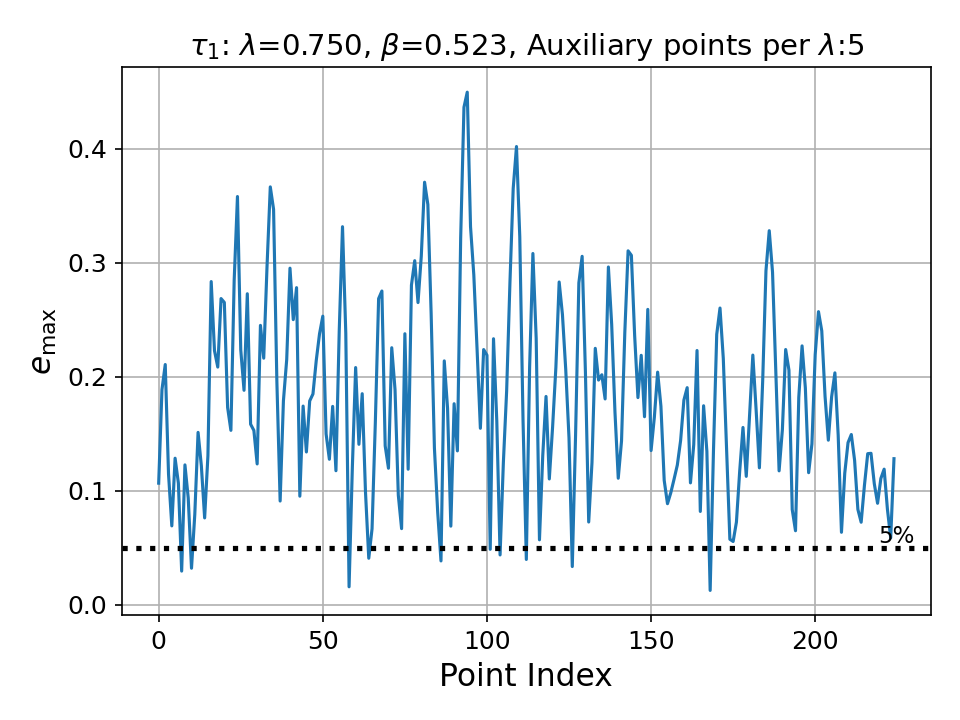 τ₁: λ=0.750, β=0.523, Auxiliary points per λ:5
e_max
0.4
0.3
0.2
0.1
0.0
5%
0 50 100 150 200
Point Index